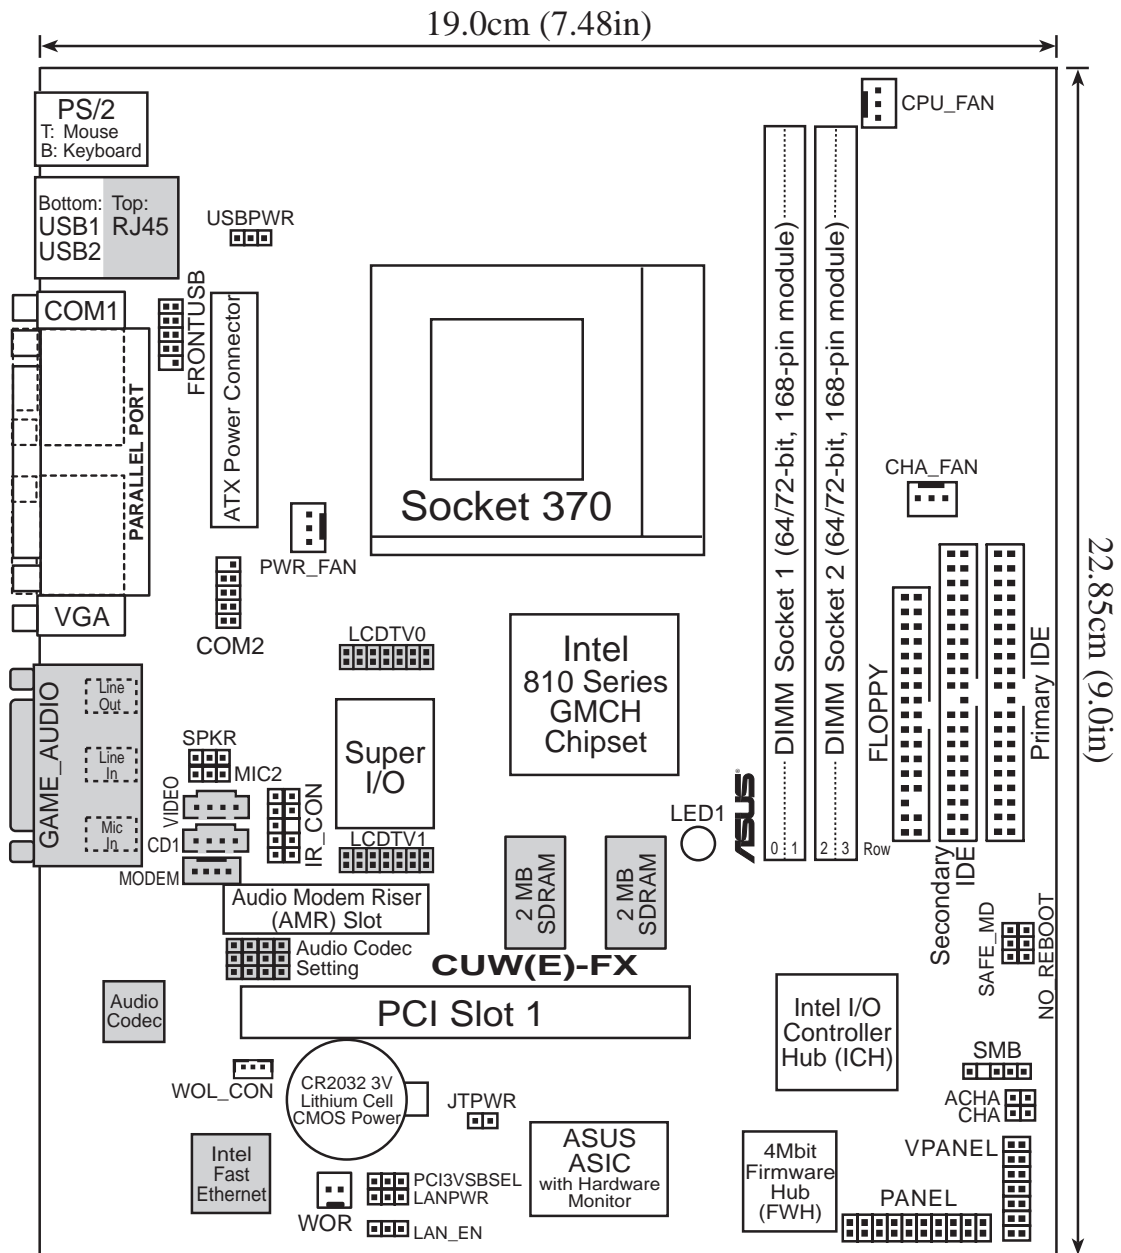 19.0cm (7.48in)
CPU_FAN
PS/2
T: Mouse
B: Keyboard
Bottom:
USB1
USB2
Top:
RJ45
USBPWR
COM1
FRONTUSB
ATX Power Connector
PARALLEL PORT
Socket 370
DIMM Socket 1 (64/72-bit, 168-pin module)
DIMM Socket 2 (64/72-bit, 168-pin module)
CHA_FAN
22.85cm (9.0in)
PWR_FAN
VGA
COM2
LCDTV0
Intel
810 Series
GMCH
Chipset
FLOPPY
Primary IDE
GAME_AUDIO
Line
Out
Line
In
Mic
In
SPKR
MIC2
VIDEO
CD1
MODEM
IR_CON
Super
I/O
LCDTV1
LED1
ASUS
0 1
2 3
Row
Secondary
IDE
2 MB
SDRAM
2 MB
SDRAM
Audio Modem Riser
(AMR) Slot
Audio Codec
Setting
CUW(E)-FX
SAFE_MD
NO_REBOOT
Audio
Codec
PCI Slot 1
Intel I/O
Controller
Hub (ICH)
WOL_CON
CR2032 3V
Lithium Cell
CMOS Power
JTPWR
SMB
ACHA
CHA
Intel
Fast
Ethernet
ASUS
ASIC
with Hardware
Monitor
4Mbit
Firmware
Hub
(FWH)
VPANEL
PANEL
WOR
PCI3VSBSEL
LANPWR
LAN_EN